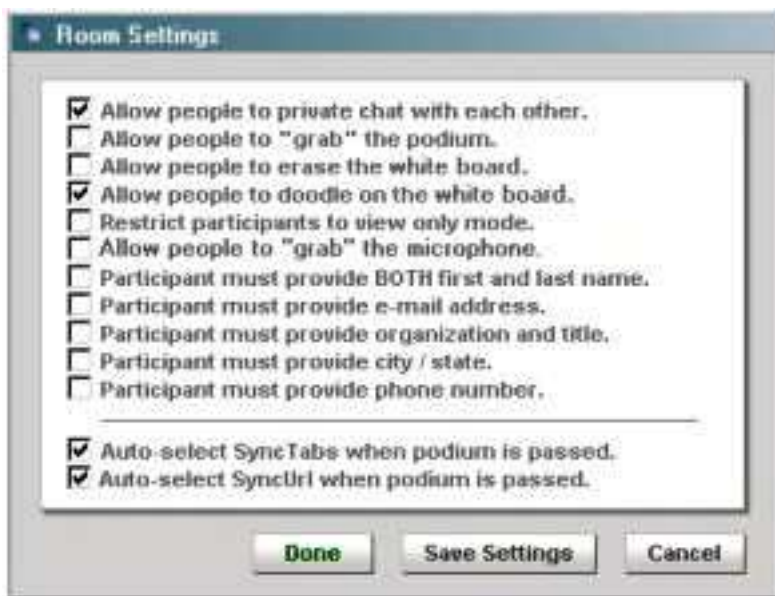 Room Settings
Allow people to private chat with each other.
Allow people to "grab" the podium.
Allow people to erase the white board.
Allow people to doodle on the white board.
Restrict participants to view only mode.
Allow people to "grab" the microphone.
Participant must provide BOTH first and last name.
Participant must provide e-mail address.
Participant must provide organization and title.
Participant must provide city / state.
Participant must provide phone number.
Auto-select SyncTabs when podium is passed.
Auto-select SyncUrl when podium is passed.
Done Save Settings Cancel